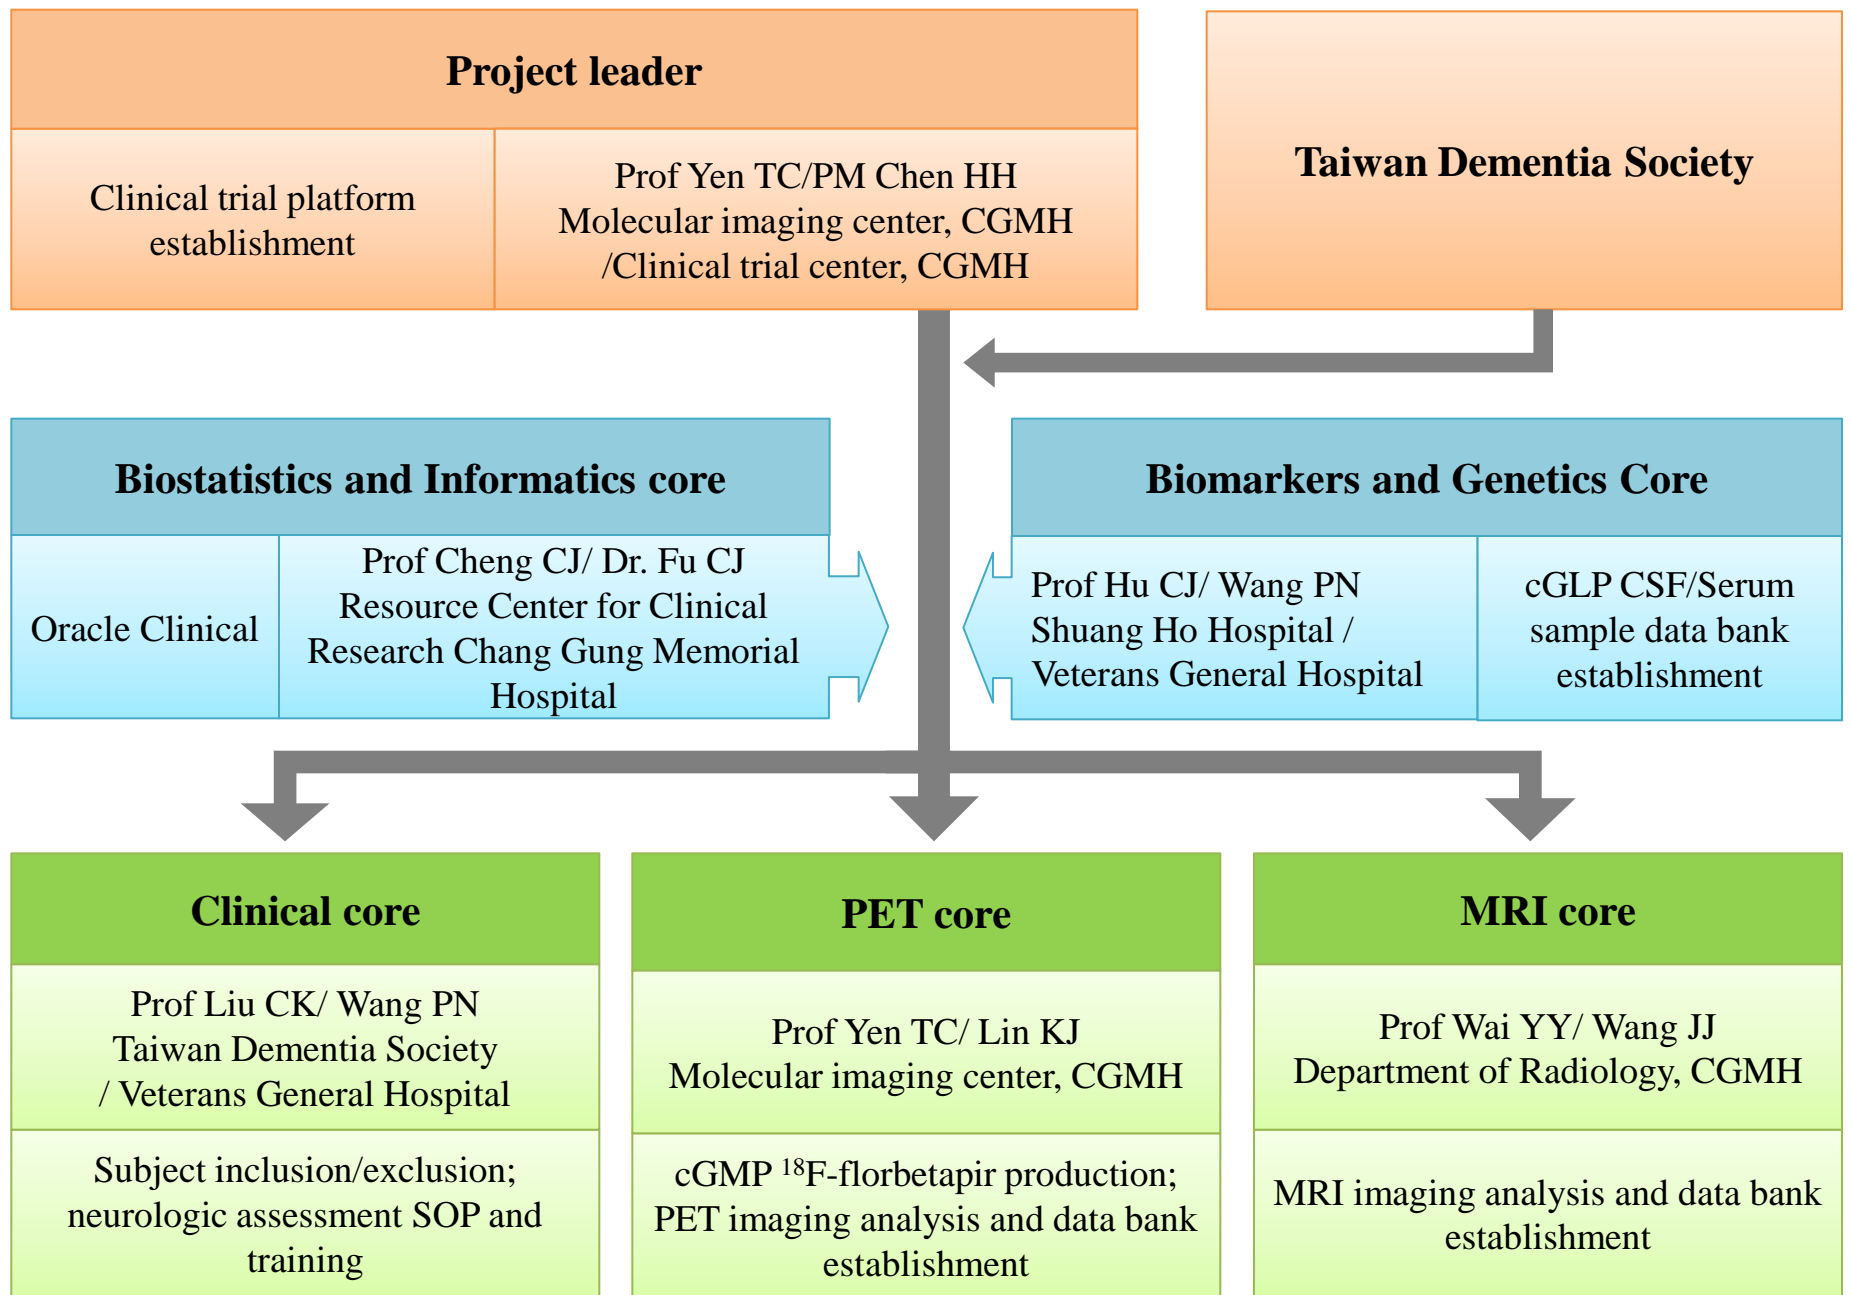 Project leader
Clinical trial platform
establishment
Prof Yen TC/PM Chen HH
Molecular imaging center, CGMH
/Clinical trial center, CGMH
Taiwan Dementia Society
Biostatistics and Informatics core
Oracle Clinical
Prof Cheng CJ/ Dr. Fu CJ
Resource Center for Clinical
Research Chang Gung Memorial
Hospital
Biomarkers and Genetics Core
Prof Hu CJ/ Wang PN
Shuang Ho Hospital /
Veterans General Hospital
cGLP CSF/Serum
sample data bank
establishment
Clinical core
Prof Liu CK/ Wang PN
Taiwan Dementia Society
/ Veterans General Hospital
Subject inclusion/exclusion;
neurologic assessment SOP and
training
PET core
Prof Yen TC/ Lin KJ
Molecular imaging center, CGMH
cGMP ¹⁸F-florbetapir production;
PET imaging analysis and data bank
establishment
MRI core
Prof Wai YY/ Wang JJ
Department of Radiology, CGMH
MRI imaging analysis and data bank
establishment